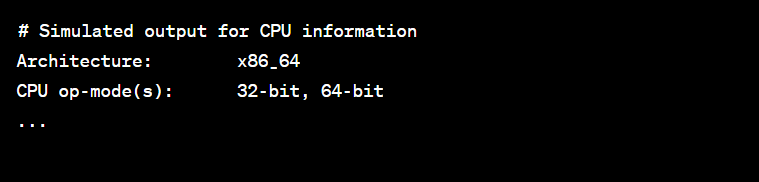 # Simulated output for CPU information
Architecture:        x86_64
CPU op-mode(s):      32-bit, 64-bit
...